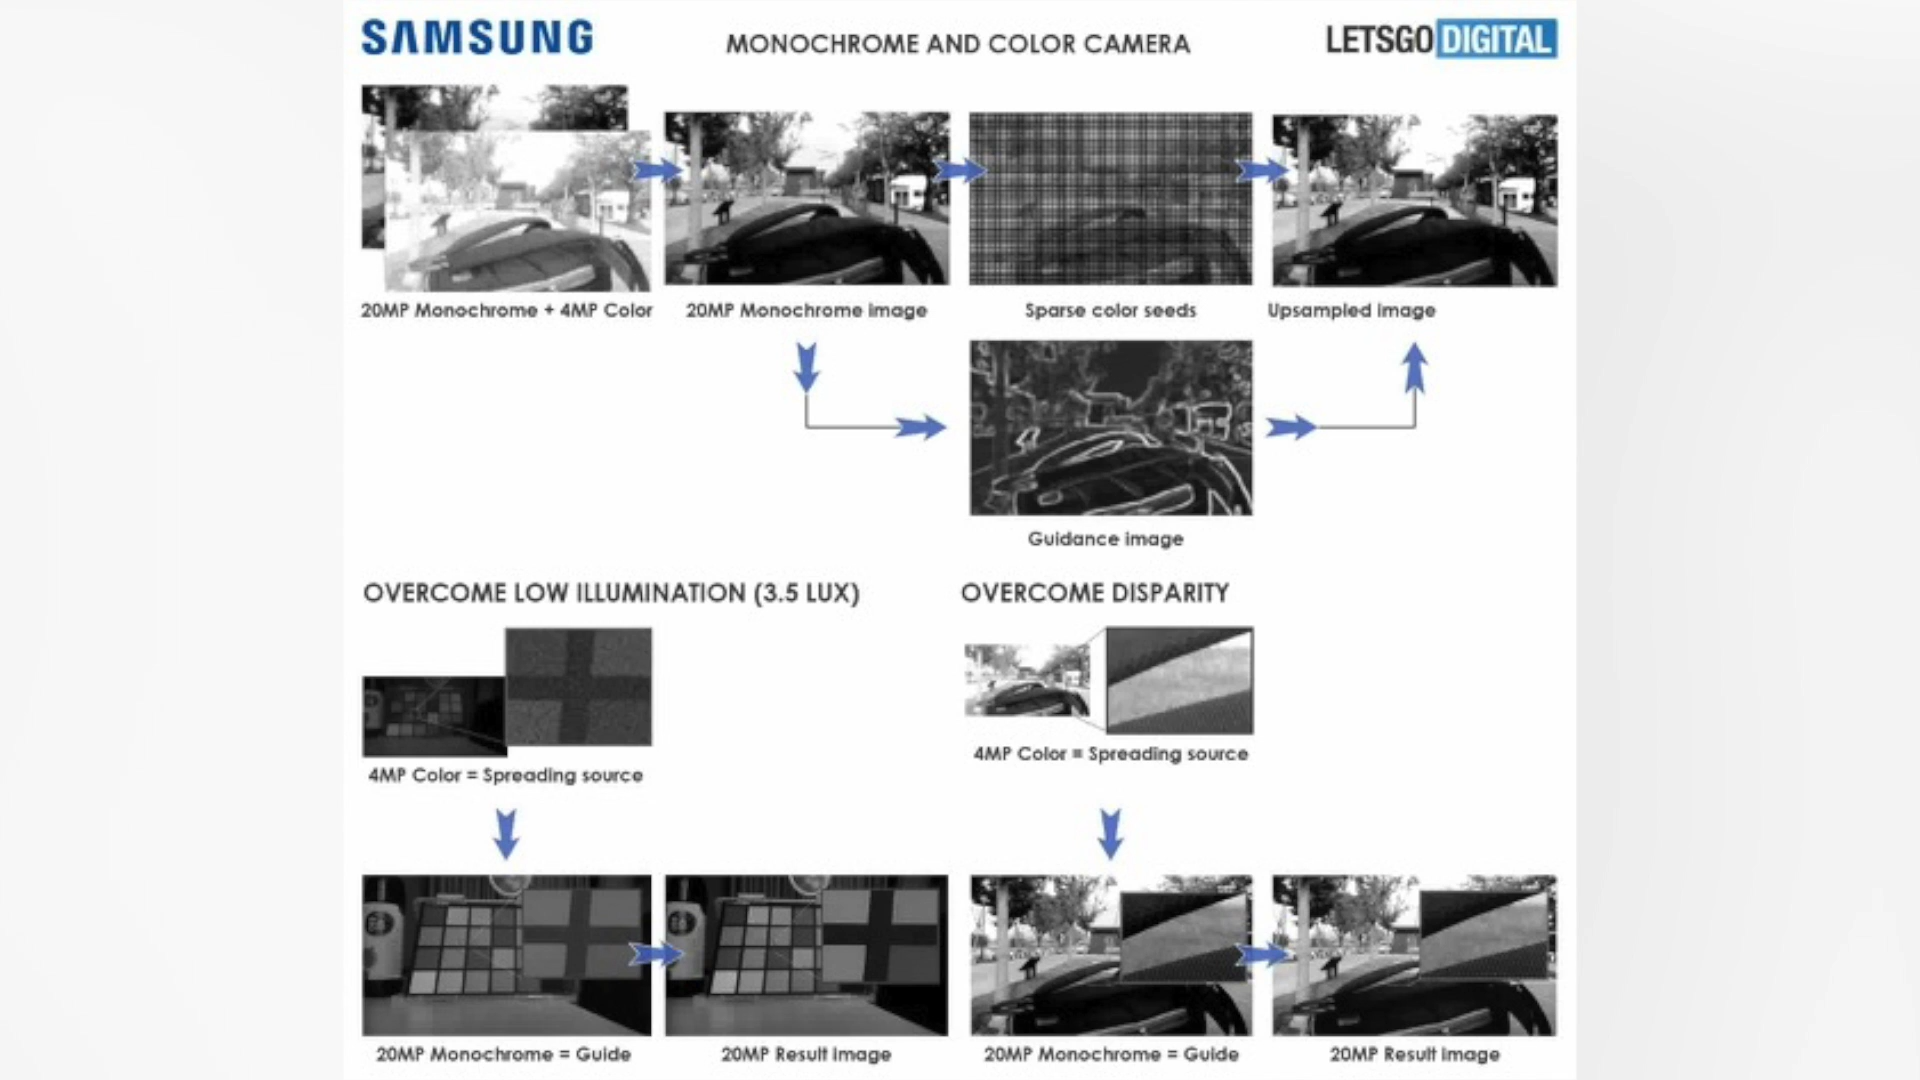 SAMSUNG
MONOCHROME AND COLOR CAMERA
LETSGODIGITAL
20MP Monochrome + 4MP Color
20MP Monochrome image
Sparse color seeds
Upsampled image
Guidance image
OVERCOME LOW ILLUMINATION (3.5 LUX)
OVERCOME DISPARITY
4MP Color = Spreading source
4MP Color = Spreading source
20MP Monochrome = Guide
20MP Result image
20MP Monochrome = Guide
20MP Result image